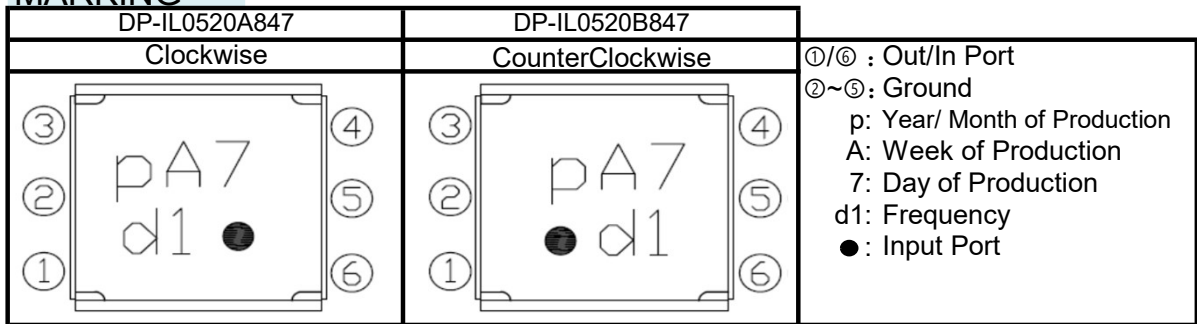 MARKING
DP-IL0520A847 DP-IL0520B847
Clockwise CounterClockwise
③ ④
② ⑤
① ⑥
pA7
d1
③ ④
② ⑤
① ⑥
pA7
d1
①/⑥ : Out/In Port
②~⑤: Ground
p: Year/ Month of Production
A: Week of Production
7: Day of Production
d1: Frequency
●: Input Port